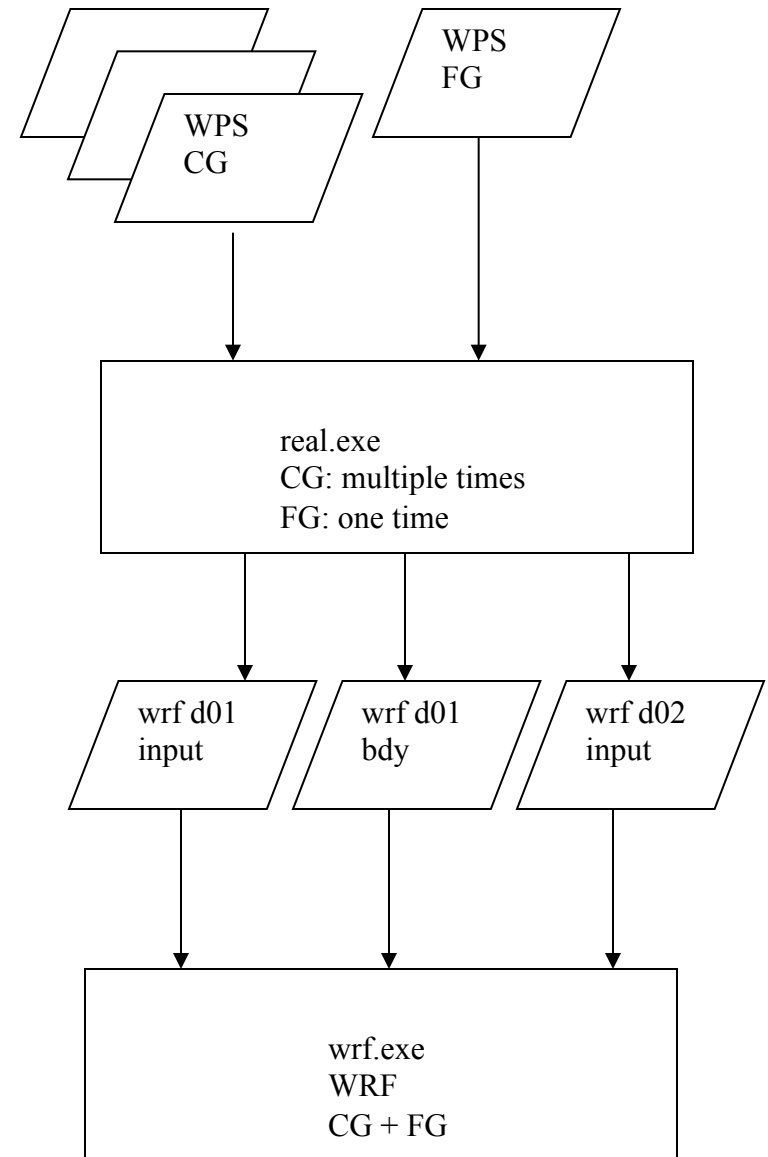 WPS
CG
WPS
FG
real.exe
CG: multiple times
FG: one time
wrf d01
input
wrf d01
bdy
wrf d02
input
wrf.exe
WRF
CG + FG